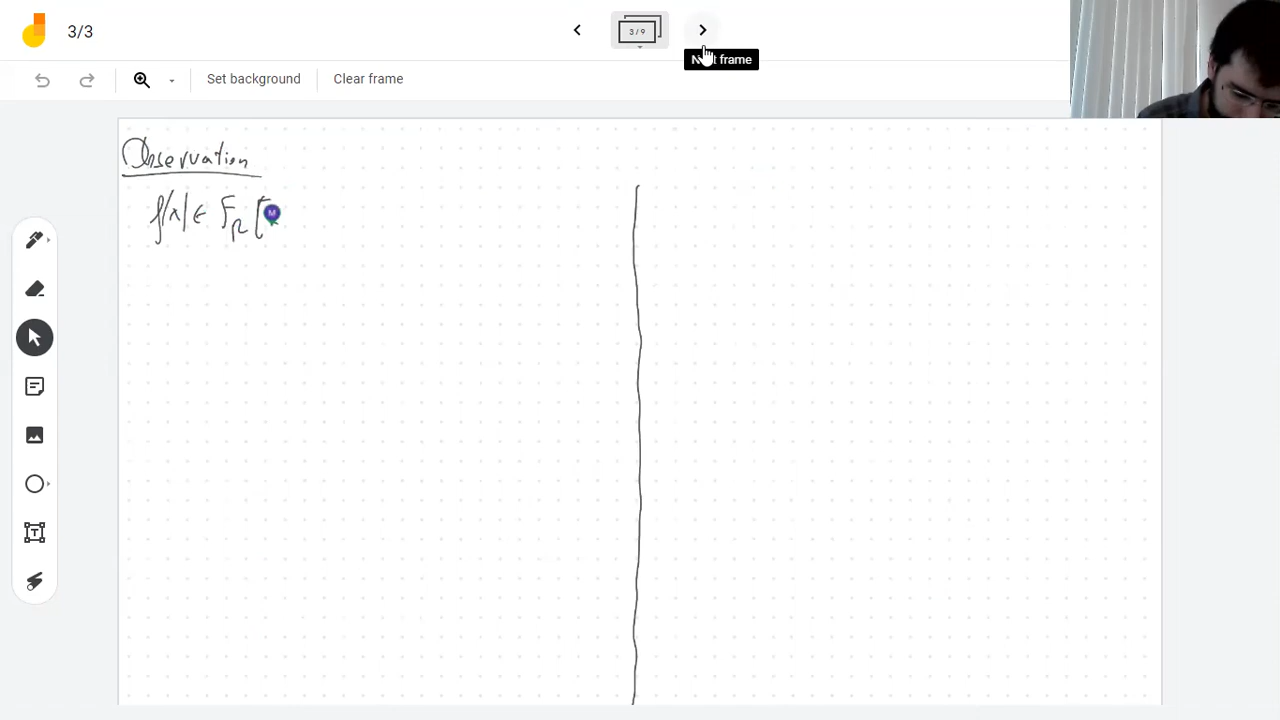 3/3
3 / 9
Next frame
Set background
Clear frame
Observation
f(x) ∈ F_p [
M
T